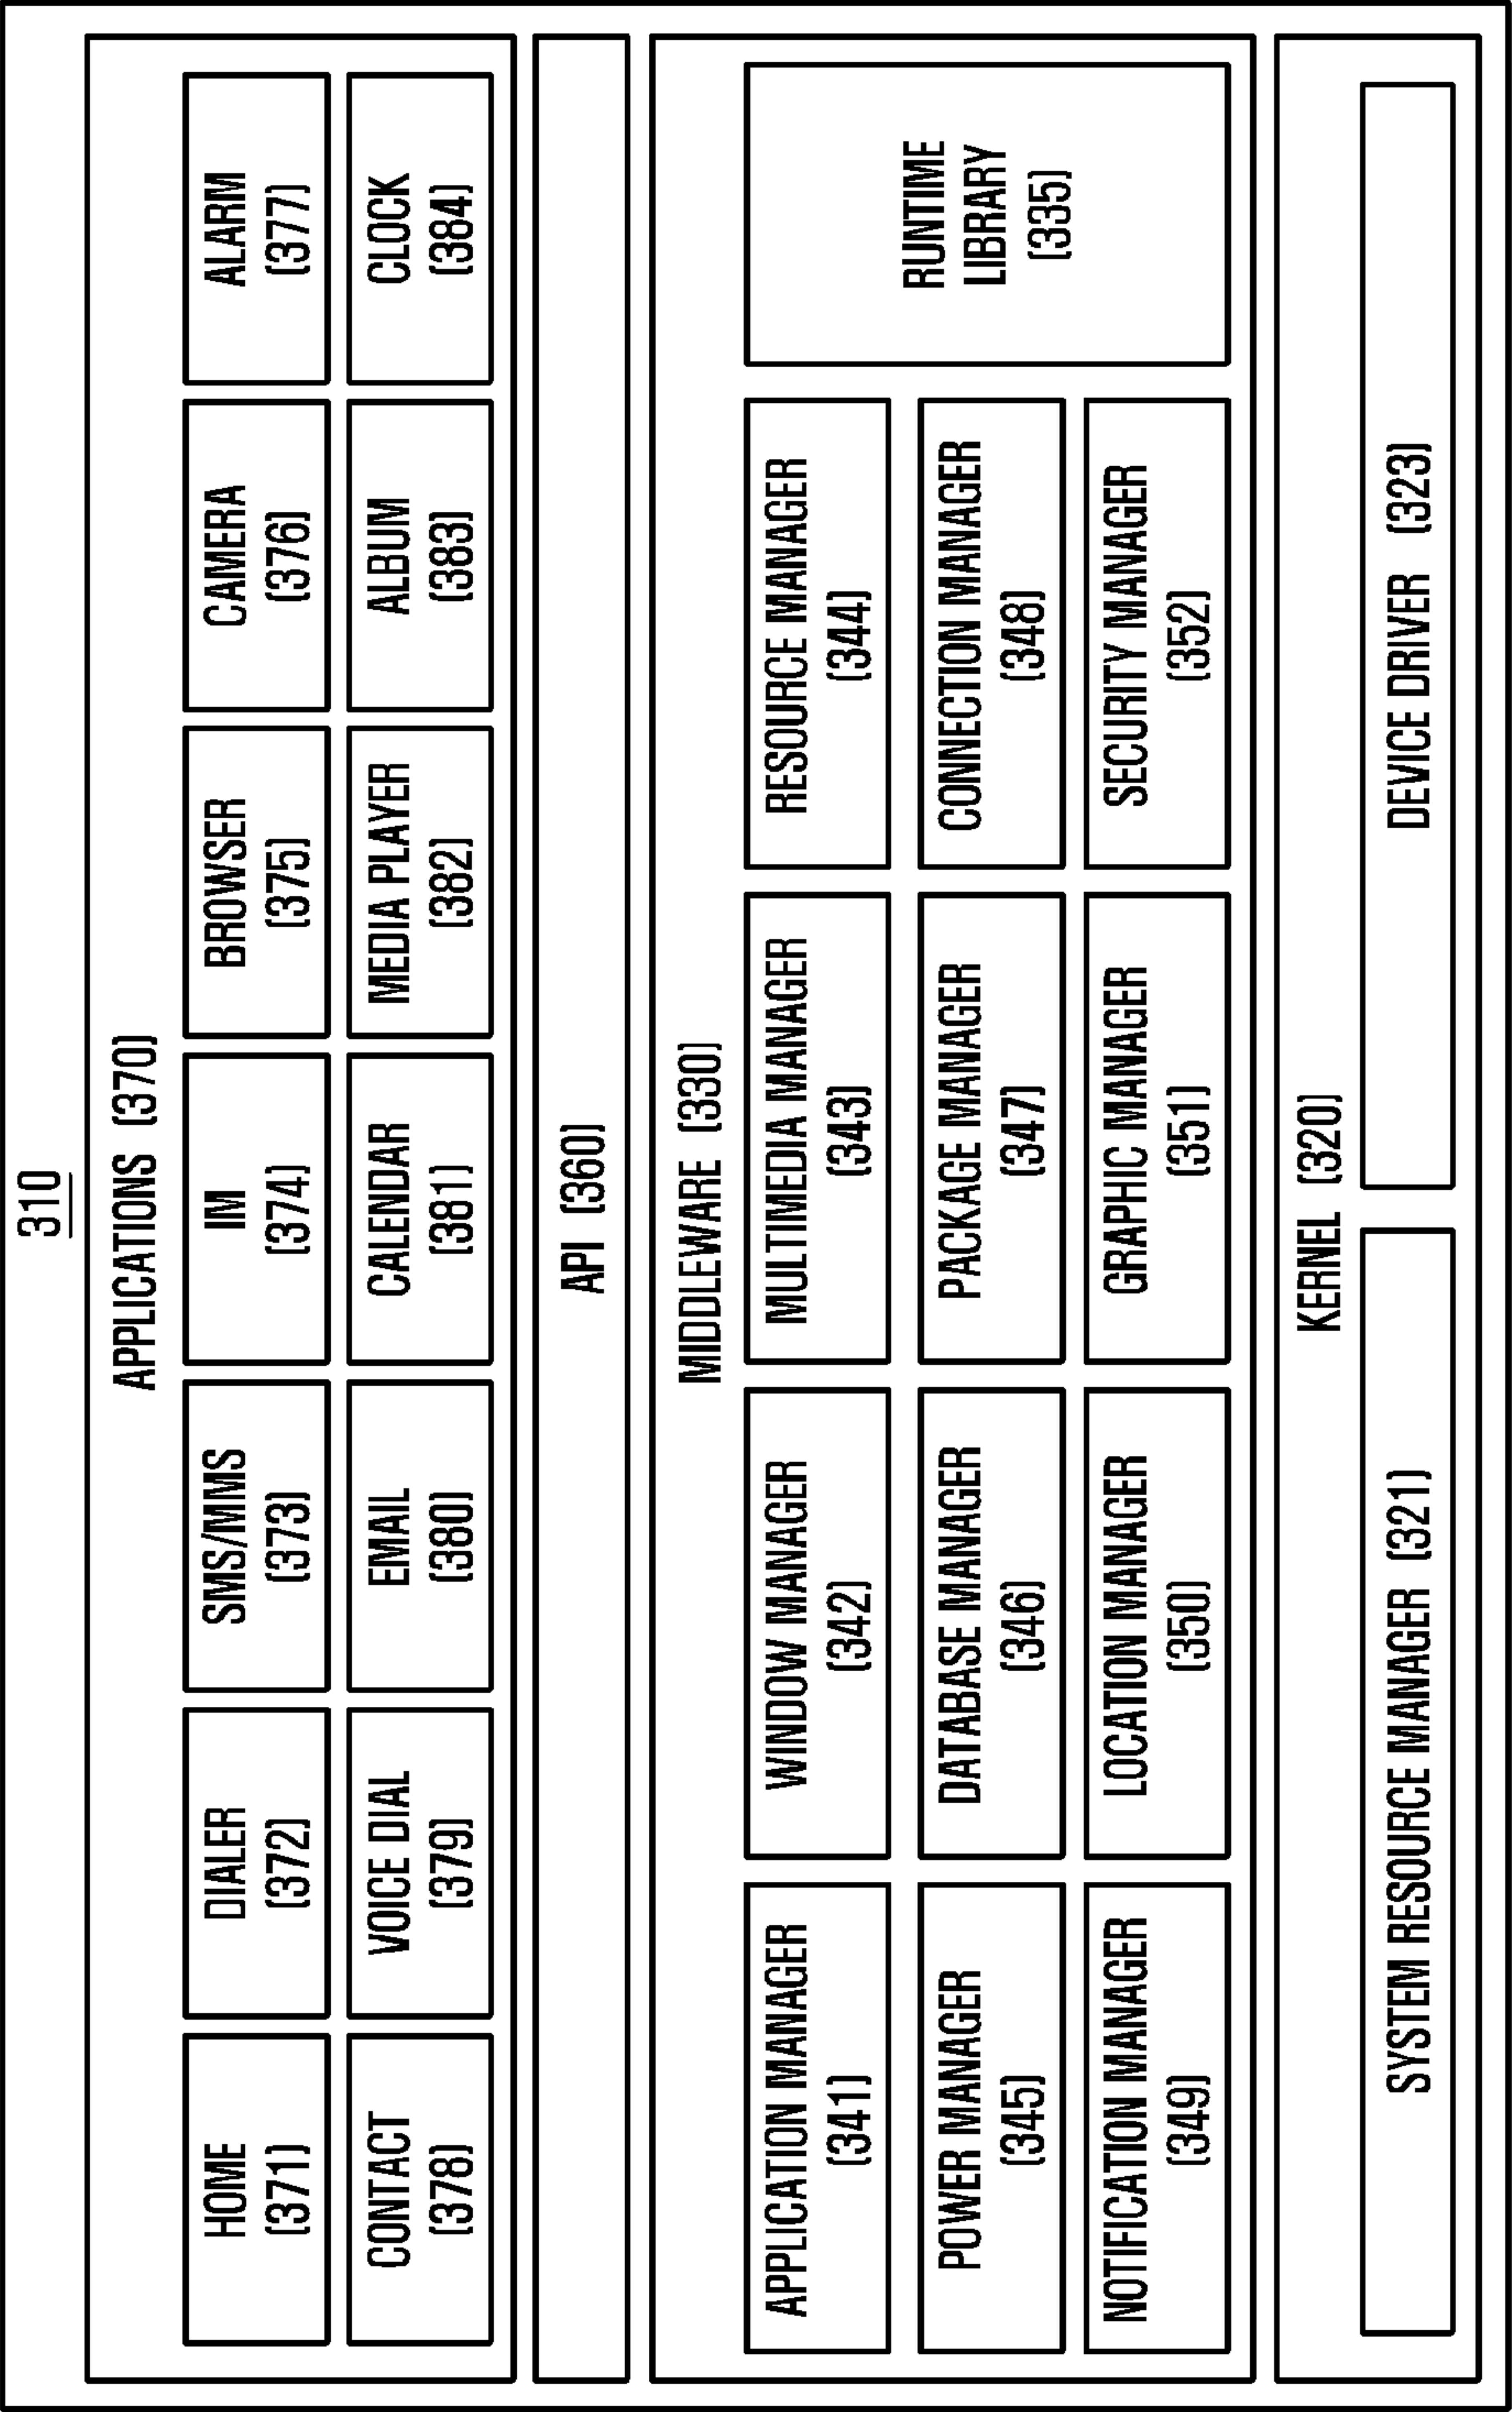 310
APPLICATIONS (370)
HOME
(371)
DIALER
(372)
SMS/MMS
(373)
IM
(374)
BROWSER
(375)
CAMERA
(376)
ALARM
(377)
CONTACT
(378)
VOICE DIAL
(379)
EMAIL
(380)
CALENDAR
(381)
MEDIA PLAYER
(382)
ALBUM
(383)
CLOCK
(384)
API (360)
MIDDLEWARE (330)
APPLICATION MANAGER
(341)
WINDOW MANAGER
(342)
MULTIMEDIA MANAGER
(343)
RESOURCE MANAGER
(344)
POWER MANAGER
(345)
DATABASE MANAGER
(346)
PACKAGE MANAGER
(347)
CONNECTION MANAGER
(348)
NOTIFICATION MANAGER
(349)
LOCATION MANAGER
(350)
GRAPHIC MANAGER
(351)
SECURITY MANAGER
(352)
RUNTIME
LIBRARY
(335)
KERNEL (320)
SYSTEM RESOURCE MANAGER (321)
DEVICE DRIVER (323)